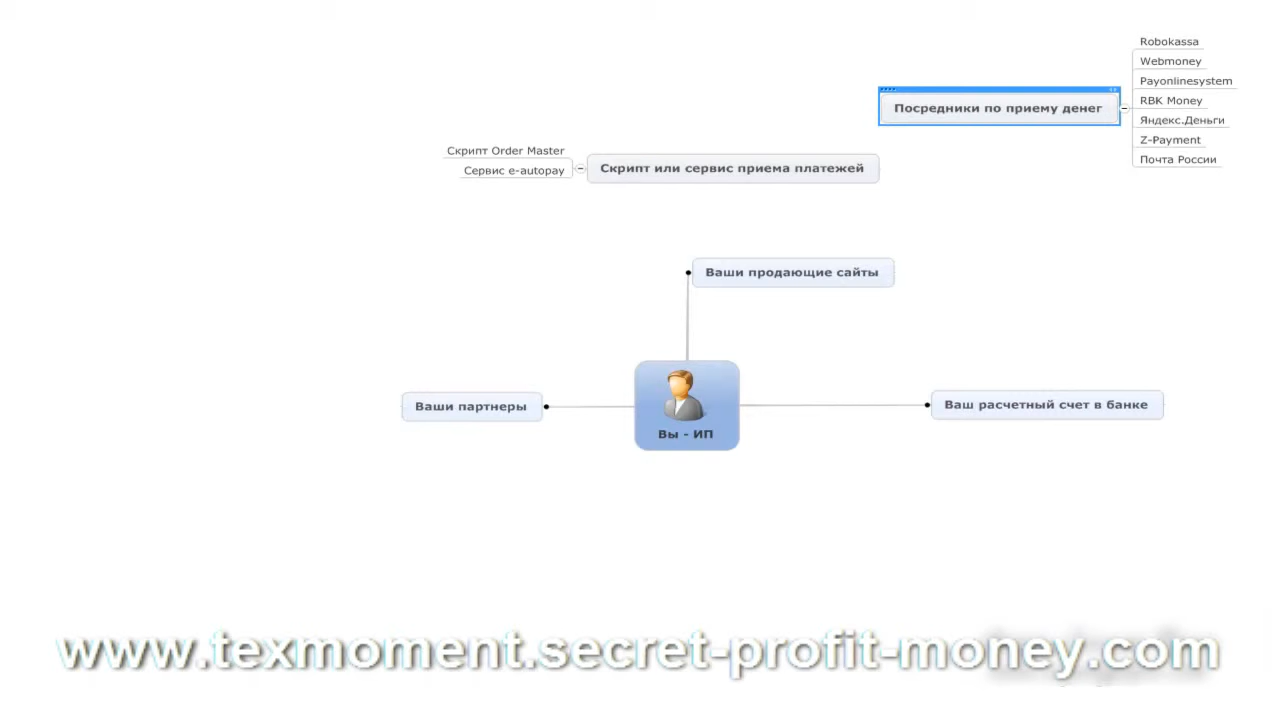 Robokassa
Webmoney
Payonlinesystem
RBK Money
Яндекс.Деньги
Z-Payment
Почта России
Посредники по приему денег
Скрипт Order Master
Сервис e-autopay
Скрипт или сервис приема платежей
Ваши продающие сайты
Ваши партнеры
Вы - ИП
Ваш расчетный счет в банке
www.texmoment.secret-profit-money.com